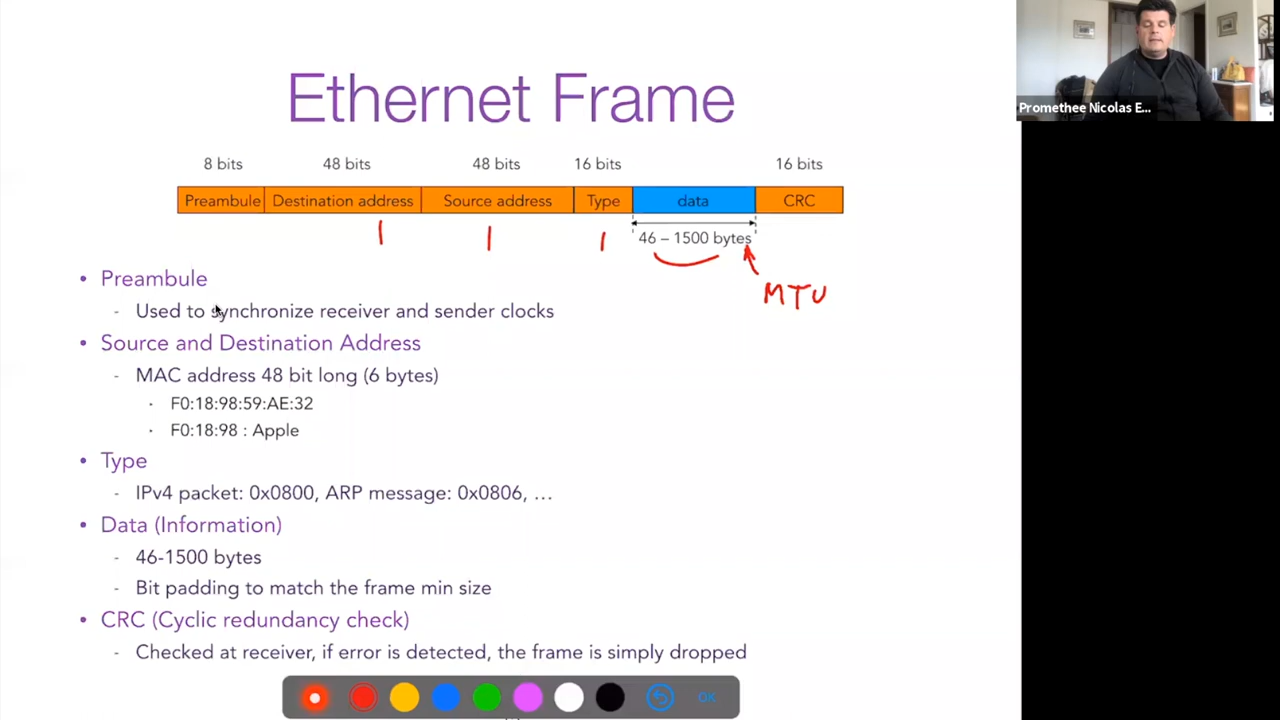 Promethee Nicolas E...
Ethernet Frame
8 bits 48 bits 48 bits 16 bits 16 bits
Preambule Destination address Source address Type data CRC
46 – 1500 bytes
MTU
• Preambule
- Used to synchronize receiver and sender clocks
• Source and Destination Address
- MAC address 48 bit long (6 bytes)
· F0:18:98:59:AE:32
· F0:18:98 : Apple
• Type
- IPv4 packet: 0x0800, ARP message: 0x0806, …
• Data (Information)
- 46-1500 bytes
- Bit padding to match the frame min size
• CRC (Cyclic redundancy check)
- Checked at receiver, if error is detected, the frame is simply dropped
OK